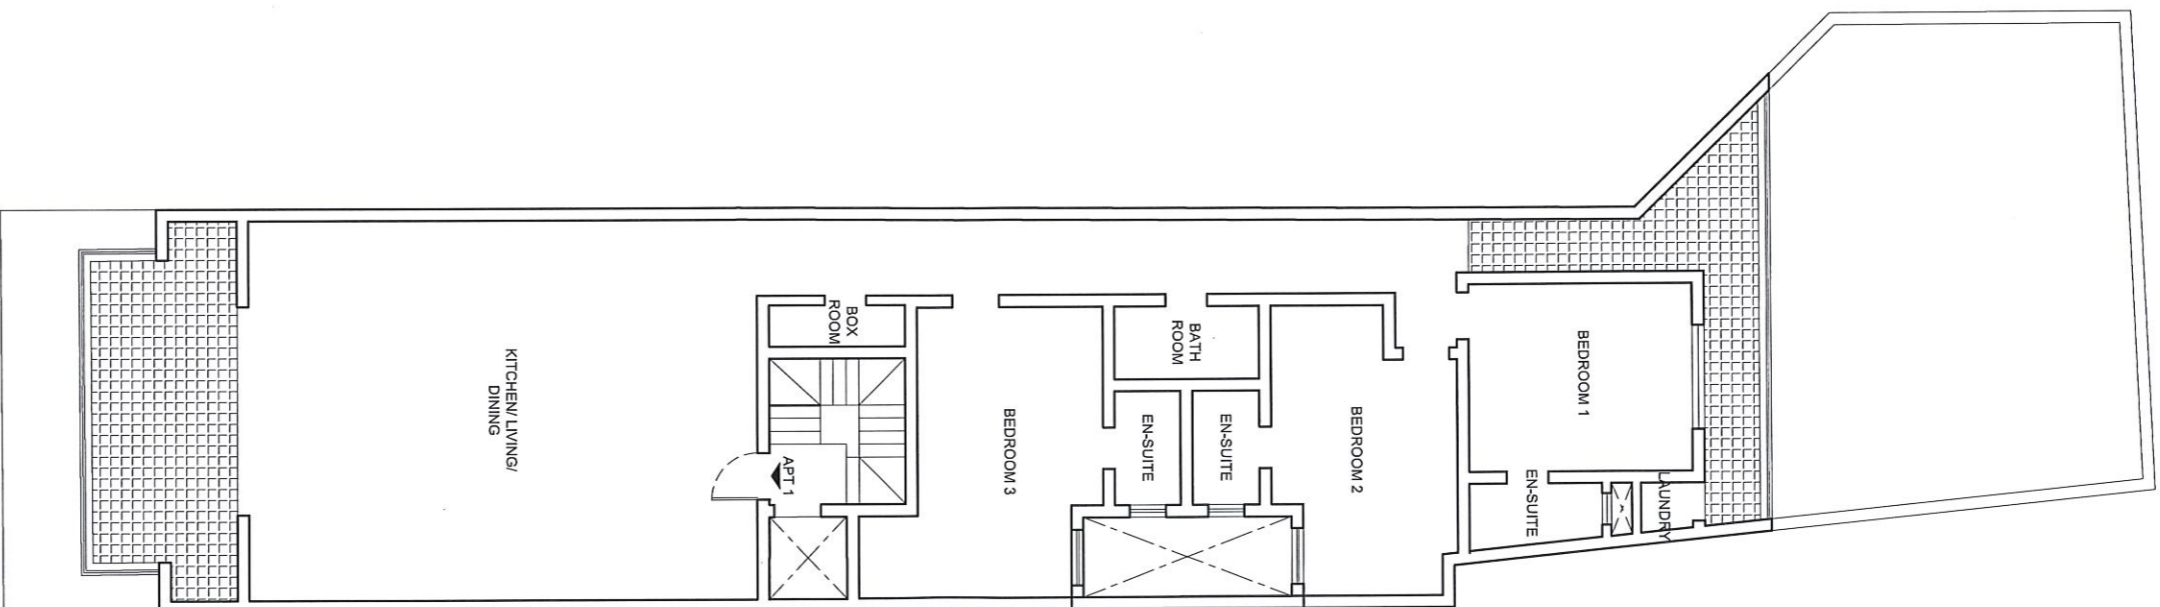 KITCHEN/ LIVING/
DINING
BOX
ROOM
APT 1
BEDROOM 3
BATH
ROOM
EN-SUITE
EN-SUITE
BEDROOM 2
BEDROOM 1
EN-SUITE
LAUNDRY